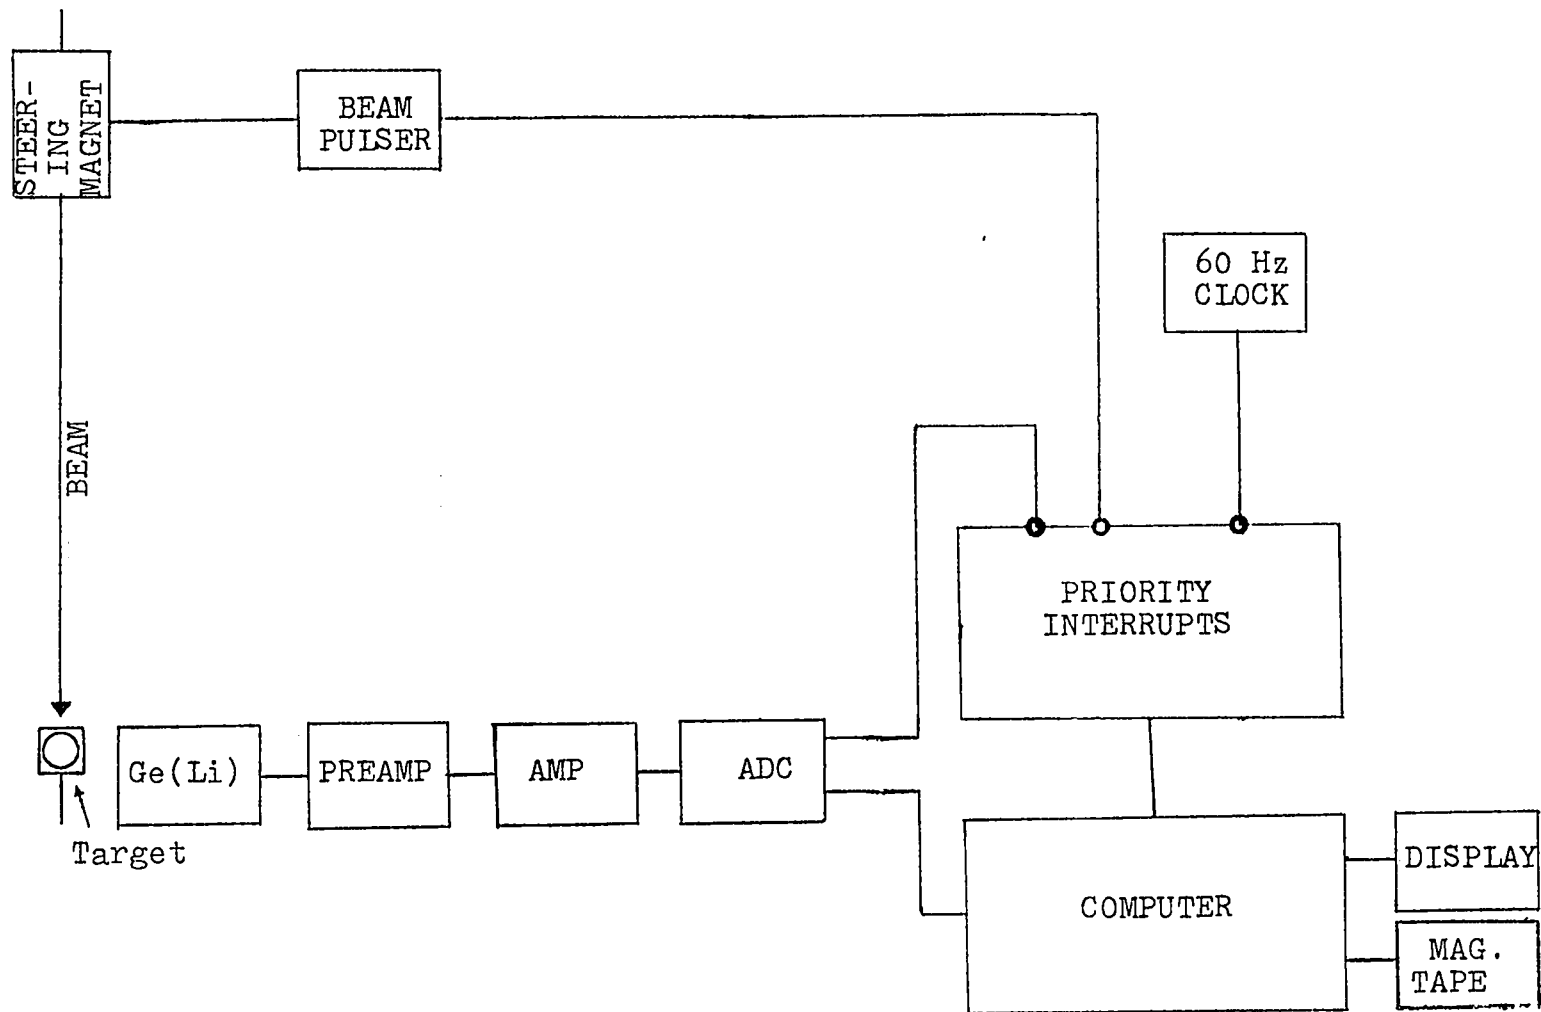 STEER-
ING
MAGNET
BEAM
PULSER
60 Hz
CLOCK
BEAM
PRIORITY
INTERRUPTS
Ge(Li)
PREAMP
AMP
ADC
Target
COMPUTER
DISPLAY
MAG.
TAPE